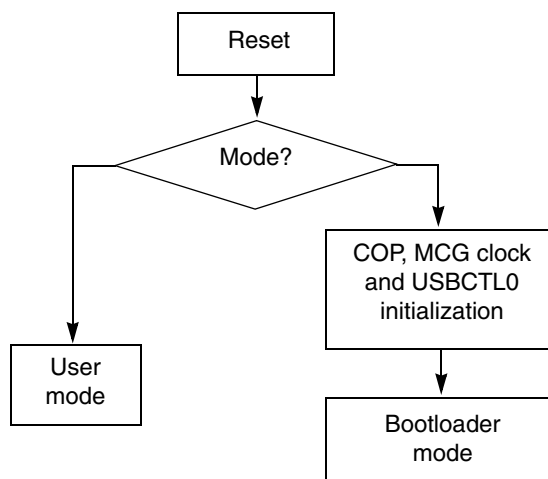 Reset
Mode?
COP, MCG clock
and USBCTL0
initialization
User
mode
Bootloader
mode